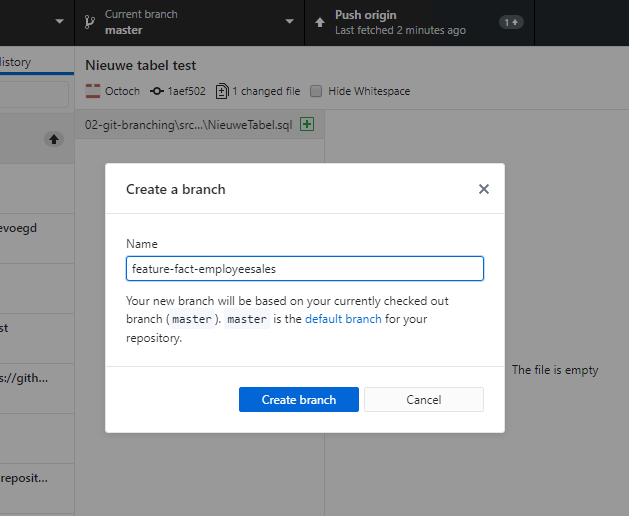 Current branch
master
Push origin
Last fetched 2 minutes ago
1
History
Nieuwe tabel test
Octoch
1aef502
1 changed file
Hide Whitespace
02-git-branching\src...\NieuweTabel.sql
evoegd
st
s://gith...
reposit...
Create a branch
Name
feature-fact-employeesales
Your new branch will be based on your currently checked out
branch (master). master is the default branch for your
repository.
Create branch
Cancel
The file is empty